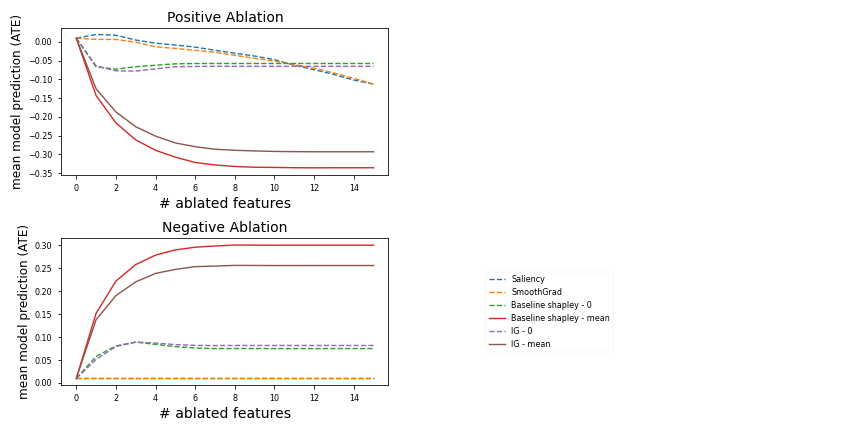 Positive Ablation
mean model prediction (ATE)
0.00
−0.05
−0.10
−0.15
−0.20
−0.25
−0.30
−0.35
0 2 4 6 8 10 12 14
# ablated features
Negative Ablation
mean model prediction (ATE)
0.30
0.25
0.20
0.15
0.10
0.05
0.00
0 2 4 6 8 10 12 14
# ablated features
Saliency
SmoothGrad
Baseline shapley - 0
Baseline shapley - mean
IG - 0
IG - mean